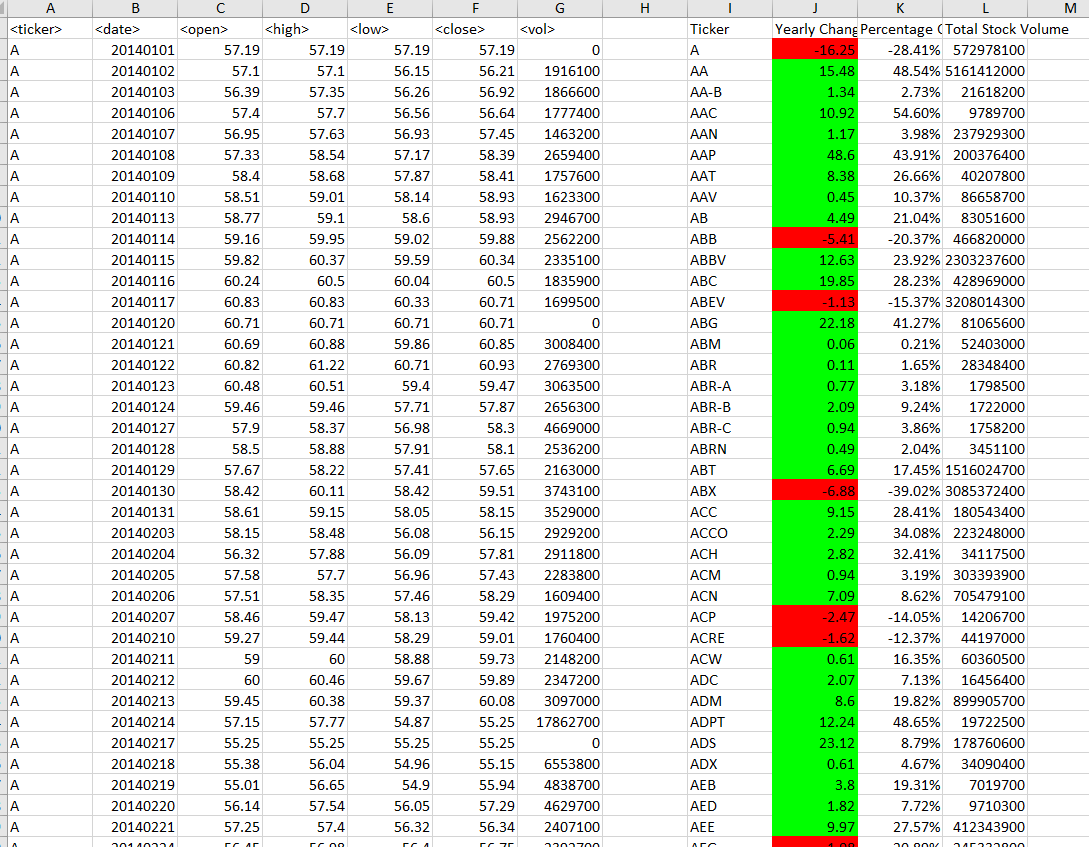 A B C D E F G H I J K L M
<ticker> <date> <open> <high> <low> <close> <vol> Ticker Yearly Chang Percentage C Total Stock Volume
A 20140101 57.19 57.19 57.19 57.19 0 A -16.25 -28.41% 572978100
A 20140102 57.1 57.1 56.15 56.21 1916100 AA 15.48 48.54% 5161412000
A 20140103 56.39 57.35 56.26 56.92 1866600 AA-B 1.34 2.73% 21618200
A 20140106 57.4 57.7 56.56 56.64 1777400 AAC 10.92 54.60% 9789700
A 20140107 56.95 57.63 56.93 57.45 1463200 AAN 1.17 3.98% 237929300
A 20140108 57.33 58.54 57.17 58.39 2659400 AAP 48.6 43.91% 200376400
A 20140109 58.4 58.68 57.87 58.41 1757600 AAT 8.38 26.66% 40207800
A 20140110 58.51 59.01 58.14 58.93 1623300 AAV 0.45 10.37% 86658700
A 20140113 58.77 59.1 58.6 58.93 2946700 AB 4.49 21.04% 83051600
A 20140114 59.16 59.95 59.02 59.88 2562200 ABB -5.41 -20.37% 466820000
A 20140115 59.82 60.37 59.59 60.34 2335100 ABBV 12.63 23.92% 2303237600
A 20140116 60.24 60.5 60.04 60.5 1835900 ABC 19.85 28.23% 428969000
A 20140117 60.83 60.83 60.33 60.71 1699500 ABEV -1.13 -15.37% 3208014300
A 20140120 60.71 60.71 60.71 60.71 0 ABG 22.18 41.27% 81065600
A 20140121 60.69 60.88 59.86 60.85 3008400 ABM 0.06 0.21% 52403000
A 20140122 60.82 61.22 60.71 60.93 2769300 ABR 0.11 1.65% 28348400
A 20140123 60.48 60.51 59.4 59.47 3063500 ABR-A 0.77 3.18% 1798500
A 20140124 59.46 59.46 57.71 57.87 2656300 ABR-B 2.09 9.24% 1722000
A 20140127 57.9 58.37 56.98 58.3 4669000 ABR-C 0.94 3.86% 1758200
A 20140128 58.5 58.88 57.91 58.1 2536200 ABRN 0.49 2.04% 3451100
A 20140129 57.67 58.22 57.41 57.65 2163000 ABT 6.69 17.45% 1516024700
A 20140130 58.42 60.11 58.42 59.51 3743100 ABX -6.88 -39.02% 3085372400
A 20140131 58.61 59.15 58.05 58.15 3529000 ACC 9.15 28.41% 180543400
A 20140203 58.15 58.48 56.08 56.15 2929200 ACCO 2.29 34.08% 223248000
A 20140204 56.32 57.88 56.09 57.81 2911800 ACH 2.82 32.41% 34117500
A 20140205 57.58 57.7 56.96 57.43 2283800 ACM 0.94 3.19% 303393900
A 20140206 57.51 58.35 57.46 58.29 1609400 ACN 7.09 8.62% 705479100
A 20140207 58.46 59.47 58.13 59.42 1975200 ACP -2.47 -14.05% 14206700
A 20140210 59.27 59.44 58.29 59.01 1760400 ACRE -1.62 -12.37% 44197000
A 20140211 59 60 58.88 59.73 2148200 ACW 0.61 16.35% 60360500
A 20140212 60 60.46 59.67 59.89 2347200 ADC 2.07 7.13% 16456400
A 20140213 59.45 60.38 59.37 60.08 3097000 ADM 8.6 19.82% 899905700
A 20140214 57.15 57.77 54.87 55.25 17862700 ADPT 12.24 48.65% 19722500
A 20140217 55.25 55.25 55.25 55.25 0 ADS 23.12 8.79% 178760600
A 20140218 55.38 56.04 54.96 55.15 6553800 ADX 0.61 4.67% 34090400
A 20140219 55.01 56.65 54.9 55.94 4838700 AEB 3.8 19.31% 7019700
A 20140220 56.14 57.54 56.05 57.29 4629700 AED 1.82 7.72% 9710300
A 20140221 57.25 57.4 56.32 56.34 2407100 AEE 9.97 27.57% 412343900